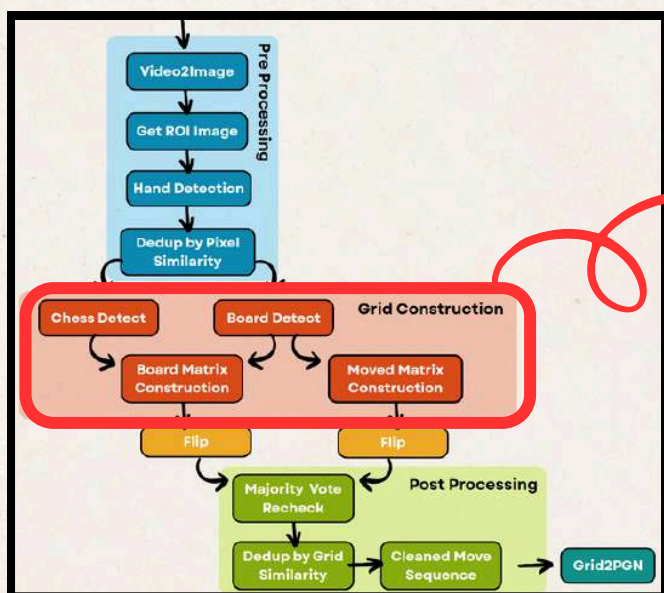 Pre Processing
Video2Image
Get ROI Image
Hand Detection
Dedup by Pixel
Similarity
Grid Construction
Chess Detect
Board Detect
Board Matrix
Construction
Moved Matrix
Construction
Flip
Flip
Post Processing
Majority Vote
Recheck
Dedup by Grid
Similarity
Cleaned Move
Sequence
Grid2PGN